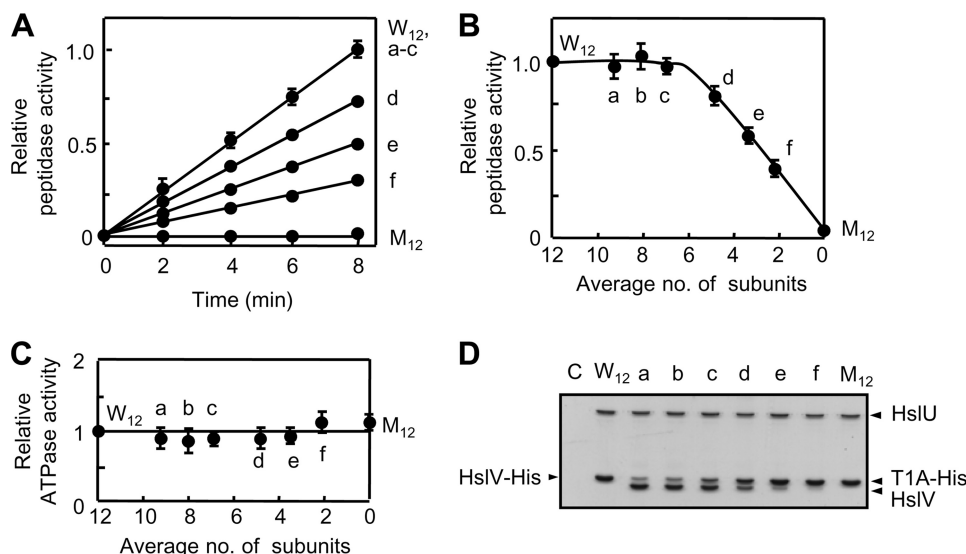 A
Relative
peptidase activity
1.0
0.5
0
0 2 4 6 8
Time (min)
W12,
a-c
d
e
f
M12
B
Relative
peptidase activity
1.0
0.5
0
W12
a b c
d
e
f
M12
12 10 8 6 4 2 0
Average no. of subunits
C
Relative
ATPase activity
2
1
0
W12
a b c
d e f
M12
12 10 8 6 4 2 0
Average no. of subunits
D
C W12 a b c d e f M12
HslU
HslV-His
T1A-His
HslV